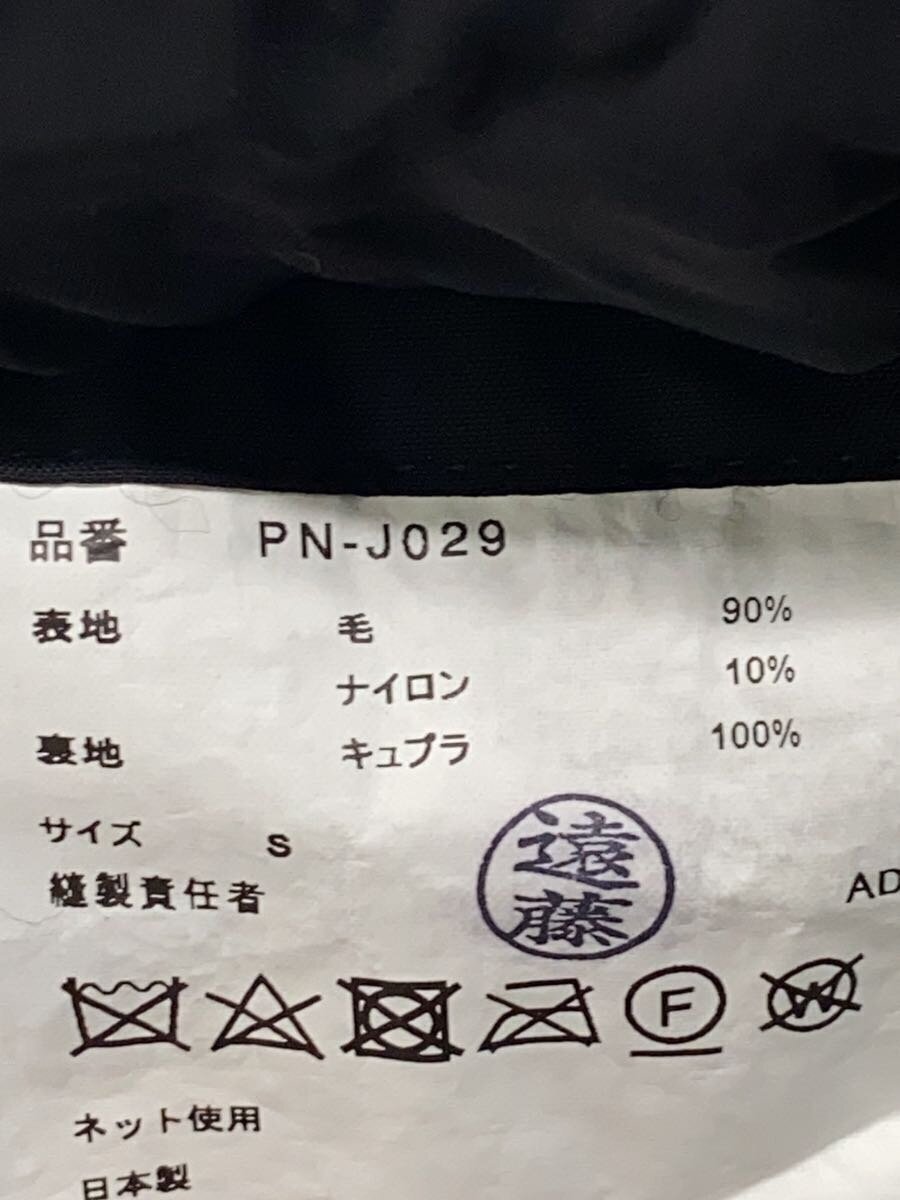 品番 PN-J029
表地 毛 90%
ナイロン 10%
裏地 キュプラ 100%
サイズ S
縫製責任者 遠藤 AD
F W
ネット使用
日本製